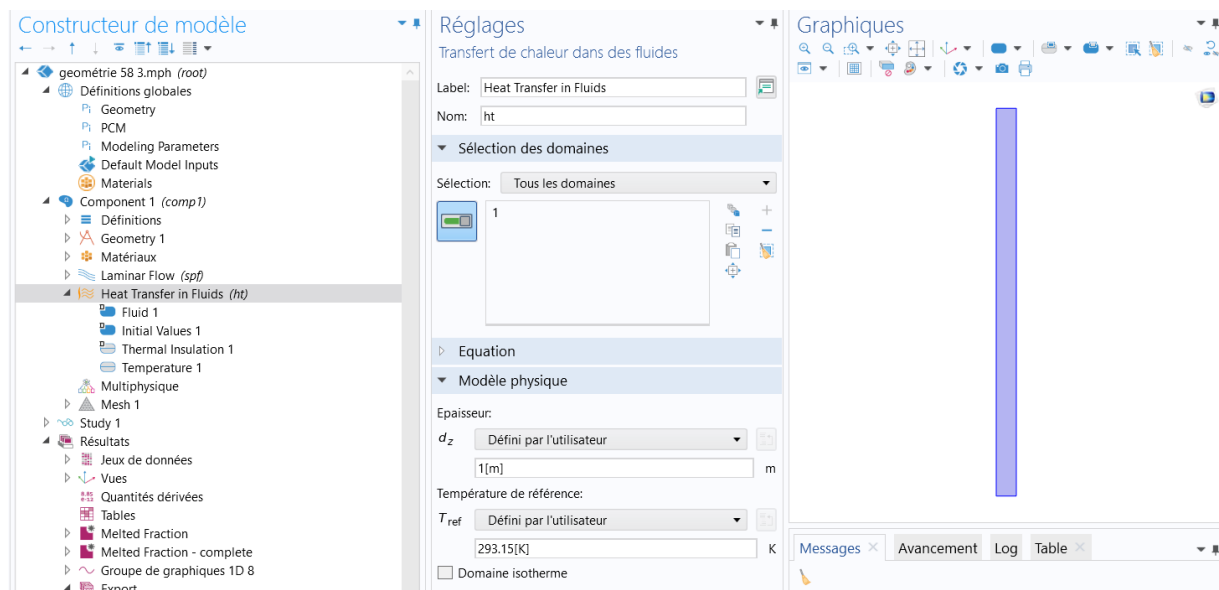 Constructeur de modèle
geométrie 58 3.mph (root)
Définitions globales
Pi Geometry
Pi PCM
Pi Modeling Parameters
Default Model Inputs
Materials
Component 1 (comp1)
Définitions
Geometry 1
Matériaux
Laminar Flow (spf)
Heat Transfer in Fluids (ht)
Fluid 1
Initial Values 1
Thermal Insulation 1
Temperature 1
Multiphysique
Mesh 1
Study 1
Résultats
Jeux de données
Vues
8.85 e-12 Quantités dérivées
Tables
Melted Fraction
Melted Fraction - complete
Groupe de graphiques 1D 8
Export
Réglages
Transfert de chaleur dans des fluides
Label: Heat Transfer in Fluids
Nom: ht
Sélection des domaines
Sélection: Tous les domaines
1
Equation
Modèle physique
Epaisseur:
dz Défini par l'utilisateur
1[m] m
Température de référence:
Tref Défini par l'utilisateur
293.15[K] K
Domaine isotherme
Graphiques
Messages Avancement Log Table